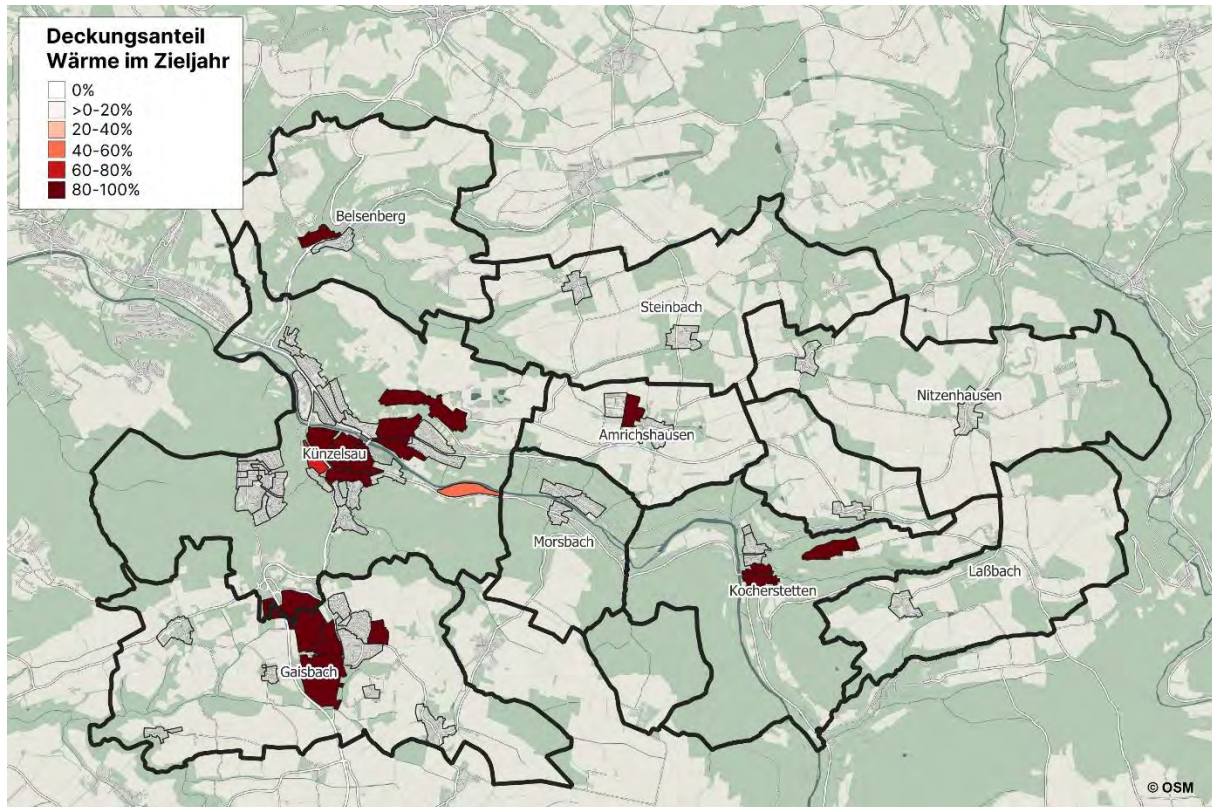 Deckungsanteil
Wärme im Zieljahr
0%
>0-20%
20-40%
40-60%
60-80%
80-100%
Belsenberg
Steinbach
Nitzenhausen
Amrichshausen
Künzelsau
Morsbach
Laßbach
Kocherstetten
Gaisbach
© OSM